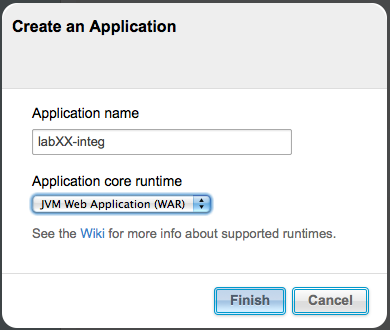 Create an Application
Application name
labXX-integ
Application core runtime
JVM Web Application (WAR)
See the Wiki for more info about supported runtimes.
Finish Cancel